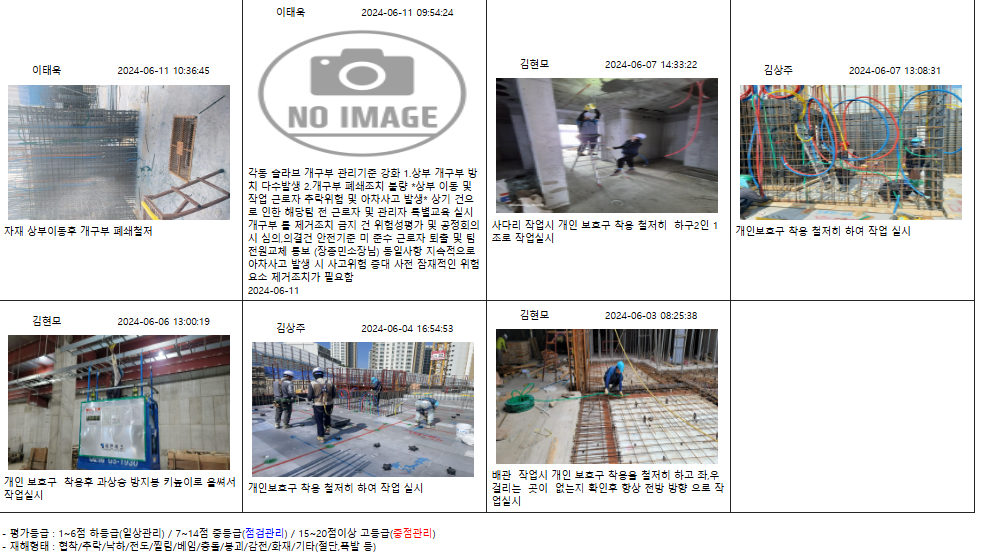 이태욱 2024-06-11 10:36:45
자재 상부이동후 개구부 폐쇄철저
이태욱 2024-06-11 09:54:24
NO IMAGE
각동 슬라브 개구부 관리기준 강화 1.상부 개구부 방
치 다수발생 2.개구부 폐쇄조치 불량 *상부 이동 및
작업 근로자 추락위험 및 아차사고 발생* 상기 건으
로 인한 해당팀 전 근로자 및 관리자 특별교육 실시
개구부 홀 제거조치 금지 건 위험성평가 및 공정회의
시 심의,의결건 안전기준 미 준수 근로자 퇴출 및 팀
전원교체 통보 (장종민소장님) 동일사항 지속적으로
아차사고 발생 시 사고위험 증대 사전 잠재적인 위험
요소 제거조치가 필요함
2024-06-11
김현모 2024-06-07 14:33:22
사다리 작업시 개인 보호구 착용 철저히 하구2인 1
조로 작업실시
김상주 2024-06-07 13:08:31
개인보호구 착용 철저히 하여 작업 실시
김현모 2024-06-06 13:00:19
개인 보호구 착용후 과상승 방지봉 키높이로 올써서
작업실시
김상주 2024-06-04 16:54:53
개인보호구 착용 철저히 하여 작업 실시
김현모 2024-06-03 08:25:38
배관 작업시 개인 보호구 착용을 철저히 하고 좌,우
걸리는 곳이 없는지 확인후 항상 전방 방향 으로 작
업실시
- 평가등급 : 1~6점 하등급(일상관리) / 7~14점 중등급(점검관리) / 15~20점이상 고등급(중점관리)
- 재해형태 : 협착/추락/낙하/전도/찔림/베임/충돌/붕괴/감전/화재/기타(절단,폭발 등)